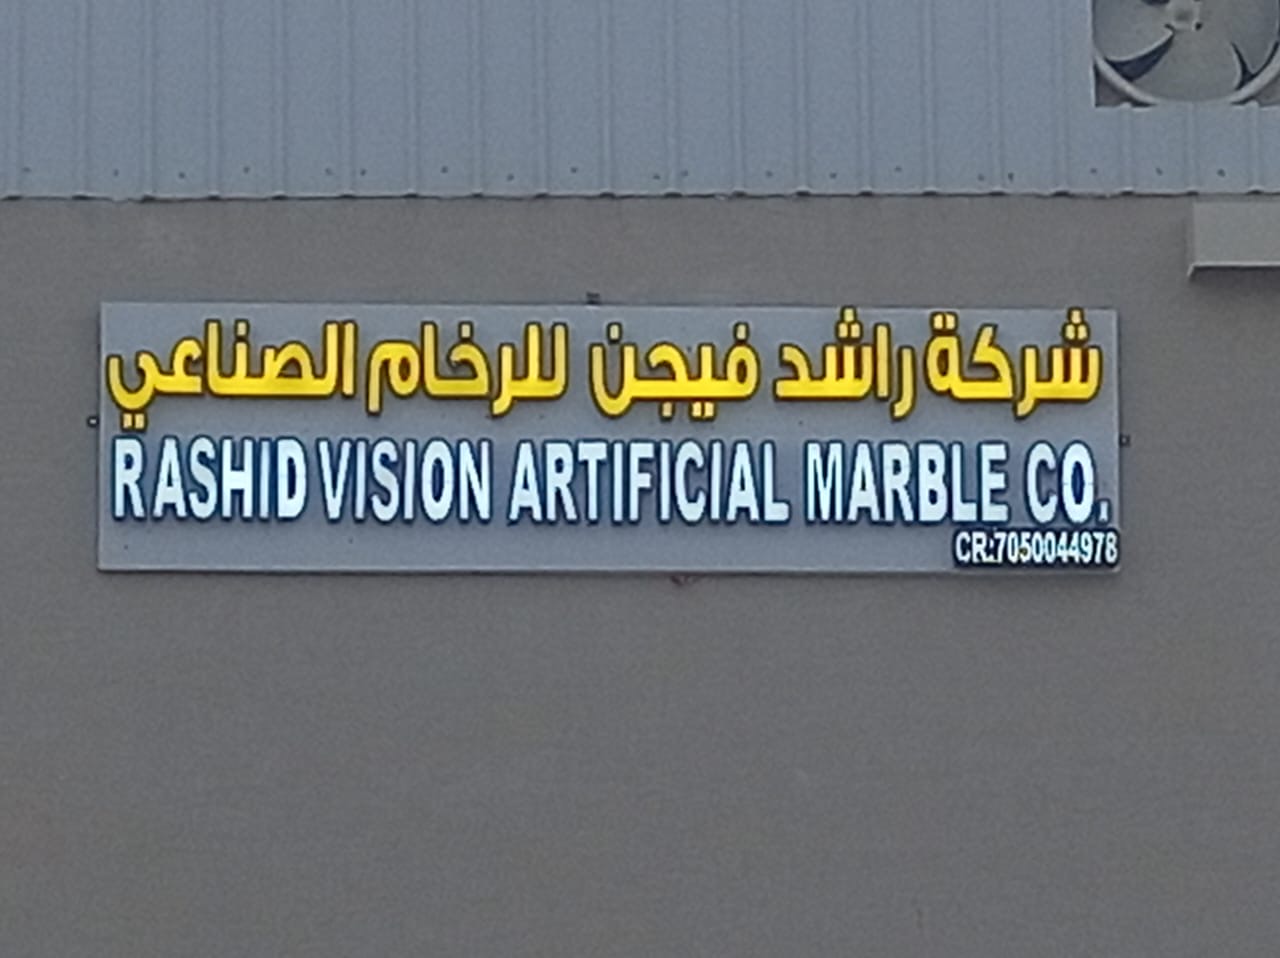 شركة راشد فيجن للرخام الصناعي
RASHID VISION ARTIFICIAL MARBLE CO.
CR:7050044978